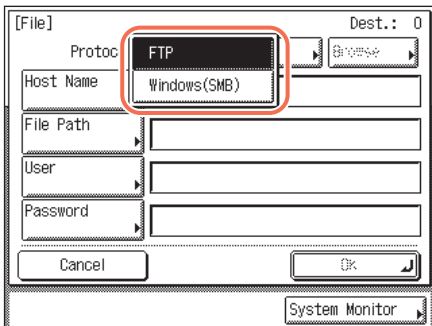 [File] Dest.: 0
Protoc FTP Browse
Windows(SMB)
Host Name
File Path
User
Password
Cancel OK
System Monitor